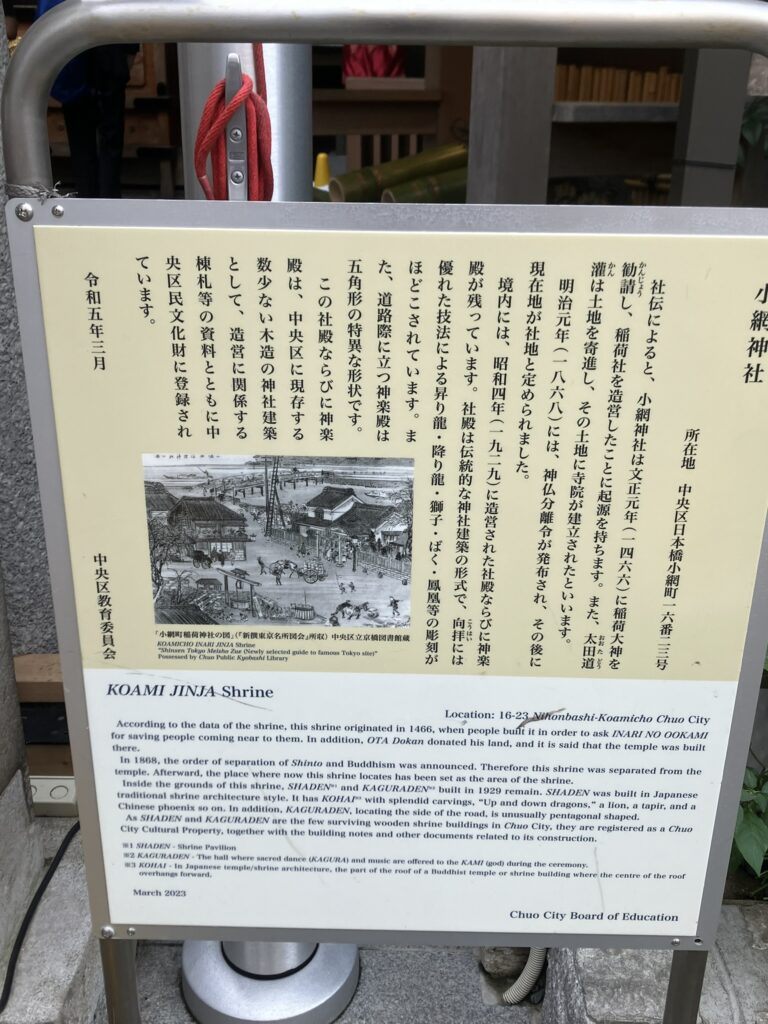 小網神社
所在地　中央区日本橋小網町一六番二三号
社伝によると、小網神社は文正元年(一四六六)に稲荷大神を
勧請し、稲荷社を造営したことに起源を持ちます。また、太田道
灌は土地を寄進し、その土地に寺院が建立されたといいます。
明治元年(一八六八)には、神仏分離令が発布され、その後に
現在地が社地と定められました。
境内には、昭和四年(一九二九)に造営された社殿ならびに神楽
殿が残っています。社殿は伝統的な神社建築の形式で、向拝には
優れた技法による昇り龍・降り龍・獅子・ばく・鳳凰等の彫刻が
ほどこされています。ま
た、道路際に立つ神楽殿は
五角形の特異な形状です。
この社殿ならびに神楽
殿は、中央区に現存する
数少ない木造の神社建築
として、造営に関係する
棟札等の資料とともに中
央区民文化財に登録され
ています。
令和五年三月
中央区教育委員会
「小網町稲荷神社の図」(『新撰東京名所図会』所収) 中央区立京橋図書館蔵
KOAMICHO INARI JINJA Shrine
"Shinsen Tokyo Meisho Zue (Newly selected guide to famous Tokyo site)"
Possessed by Chuo Public Kyobashi Library
KOAMI JINJA Shrine
Location: 16-23 Nihonbashi-Koamicho Chuo City
According to the data of the shrine, this shrine originated in 1466, when people built it in order to ask INARI NO OOKAMI
for saving people coming near to them. In addition, OTA Dokan donated his land, and it is said that the temple was built
there.
In 1868, the order of separation of Shinto and Buddhism was announced. Therefore this shrine was separated from the
temple. Afterward, the place where now this shrine locates has been set as the area of the shrine.
Inside the grounds of this shrine, SHADEN※1 and KAGURADEN※2 built in 1929 remain. SHADEN was built in Japanese
traditional shrine architecture style. It has KOHAI※3 with splendid carvings, "Up and down dragons," a lion, a tapir, and a
Chinese phoenix so on. In addition, KAGURADEN, locating the side of the road, is unusually pentagonal shaped.
As SHADEN and KAGURADEN are the few surviving wooden shrine buildings in Chuo City, they are registered as a Chuo
City Cultural Property, together with the building notes and other documents related to its construction.
※1 SHADEN - Shrine Pavilion
※2 KAGURADEN - The hall where sacred dance (KAGURA) and music are offered to the KAMI (god) during the ceremony.
※3 KOHAI - In Japanese temple/shrine architecture, the part of the roof of a Buddhist temple or shrine building where the centre of the roof
overhangs forward.
March 2023
Chuo City Board of Education